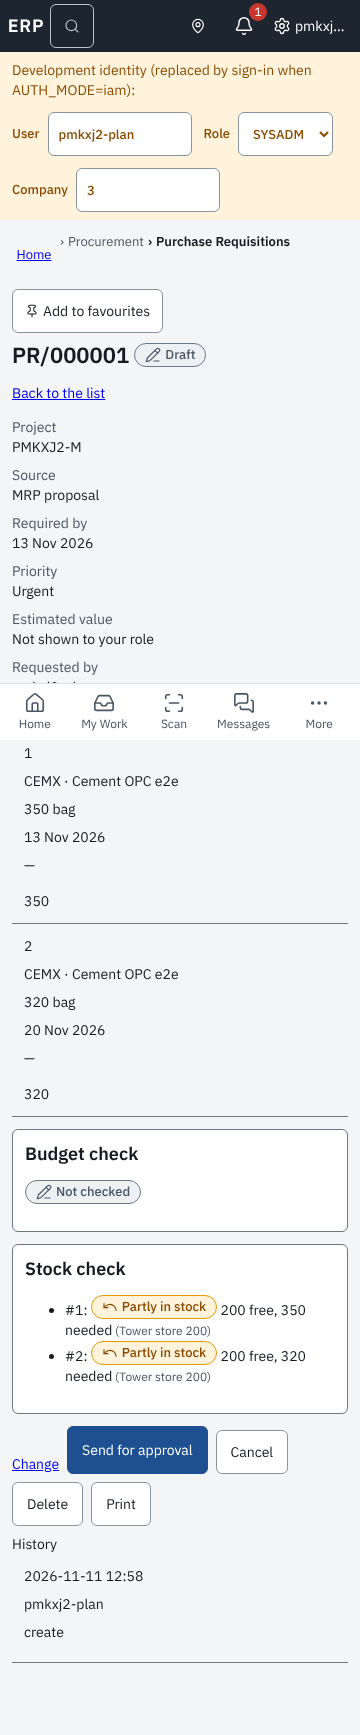 ERP
1
pmkxj...
Development identity (replaced by sign-in when
AUTH_MODE=iam):
User pmkxj2-plan Role SYSADM
Company 3
Home › Procurement › Purchase Requisitions
Add to favourites
PR/000001 Draft
Back to the list
Project
PMKXJ2-M
Source
MRP proposal
Required by
13 Nov 2026
Priority
Urgent
Estimated value
Not shown to your role
Requested by
Home My Work Scan Messages More
1
CEMX · Cement OPC e2e
350 bag
13 Nov 2026
—
350
2
CEMX · Cement OPC e2e
320 bag
20 Nov 2026
—
320
Budget check
Not checked
Stock check
• #1: Partly in stock 200 free, 350
needed (Tower store 200)
• #2: Partly in stock 200 free, 320
needed (Tower store 200)
Change Send for approval Cancel
Delete Print
History
2026-11-11 12:58
pmkxj2-plan
create